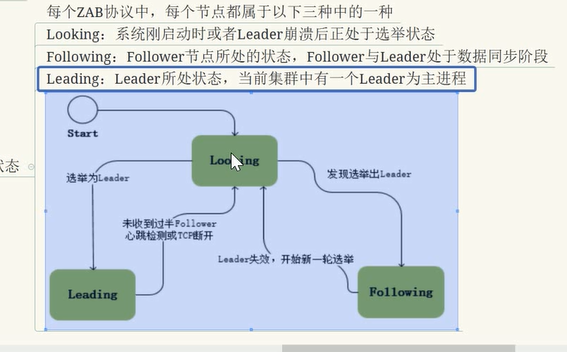 每个ZAB协议中，每个节点都属于以下三种中的一种
Looking：系统刚启动时或者Leader崩溃后正处于选举状态
Following：Follower节点所处的状态，Follower与Leader处于数据同步阶段
Leading：Leader所处状态，当前集群中有一个Leader为主进程
Start
Looking
状态
选举为Leader
发现选举出Leader
未收到过半Follower
心跳检测或TCP断开
Leader失效，开始新一轮选举
Leading
Following